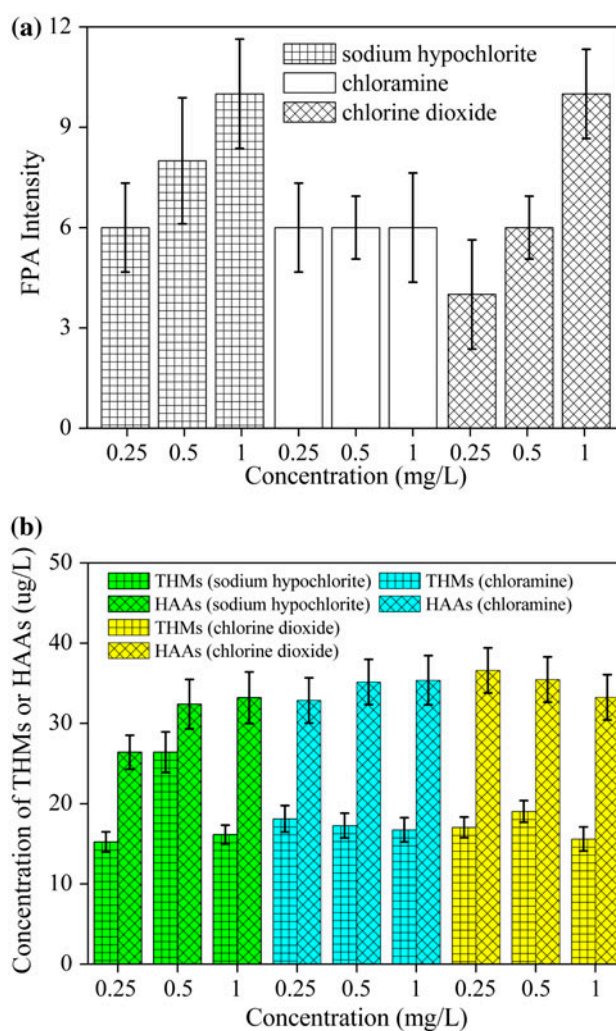 (a)
12
9
6
3
0
FPA Intensity
sodium hypochlorite
chloramine
chlorine dioxide
0.25 0.5 1 0.25 0.5 1 0.25 0.5 1
Concentration (mg/L)
(b)
50
40
30
20
10
0
Concentration of THMs or HAAs (ug/L)
THMs (sodium hypochlorite) THMs (chloramine)
HAAs (sodium hypochlorite) HAAs (chloramine)
THMs (chlorine dioxide)
HAAs (chlorine dioxide)
0.25 0.5 1 0.25 0.5 1 0.25 0.5 1
Concentration (mg/L)